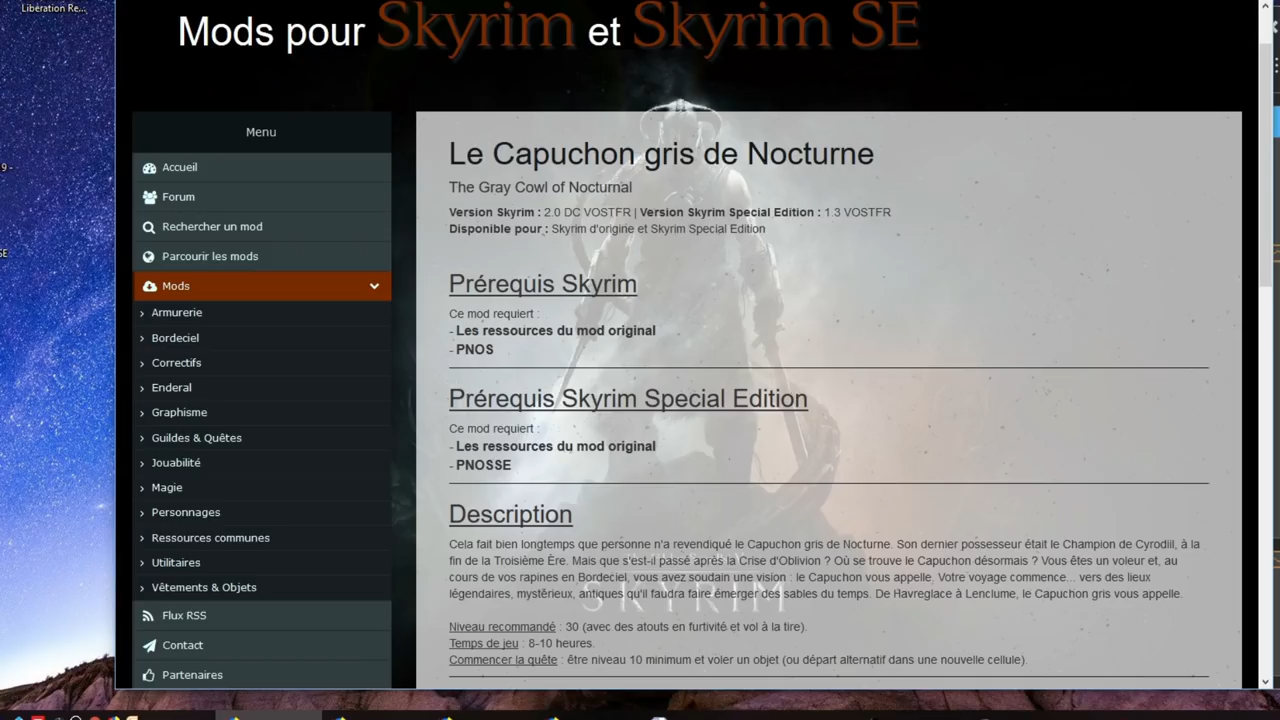 Libération Re...
Mods pour Skyrim et Skyrim SE
9 -
SE
Menu
Accueil
Forum
Rechercher un mod
Parcourir les mods
Mods
Armurerie
Bordeciel
Correctifs
Enderal
Graphisme
Guildes & Quêtes
Jouabilité
Magie
Personnages
Ressources communes
Utilitaires
Vêtements & Objets
Flux RSS
Contact
Partenaires
Le Capuchon gris de Nocturne
The Gray Cowl of Nocturnal
Version Skyrim : 2.0 DC VOSTFR | Version Skyrim Special Edition : 1.3 VOSTFR
Disponible pour : Skyrim d'origine et Skyrim Special Edition
Prérequis Skyrim
Ce mod requiert :
- Les ressources du mod original
- PNOS
Prérequis Skyrim Special Edition
Ce mod requiert :
- Les ressources du mod original
- PNOSSE
Description
Cela fait bien longtemps que personne n'a revendiqué le Capuchon gris de Nocturne. Son dernier possesseur était le Champion de Cyrodiil, à la
fin de la Troisième Ère. Mais que s'est-il passé après la Crise d'Oblivion ? Où se trouve le Capuchon désormais ? Vous êtes un voleur et, au
cours de vos rapines en Bordeciel, vous avez soudain une vision : le Capuchon vous appelle. Votre voyage commence... vers des lieux
légendaires, mystérieux, antiques qu'il faudra faire émerger des sables du temps. De Havreglace à Lenclume, le Capuchon gris vous appelle.
SKYRIM
Niveau recommandé : 30 (avec des atouts en furtivité et vol à la tire).
Temps de jeu : 8-10 heures.
Commencer la quête : être niveau 10 minimum et voler un objet (ou départ alternatif dans une nouvelle cellule).